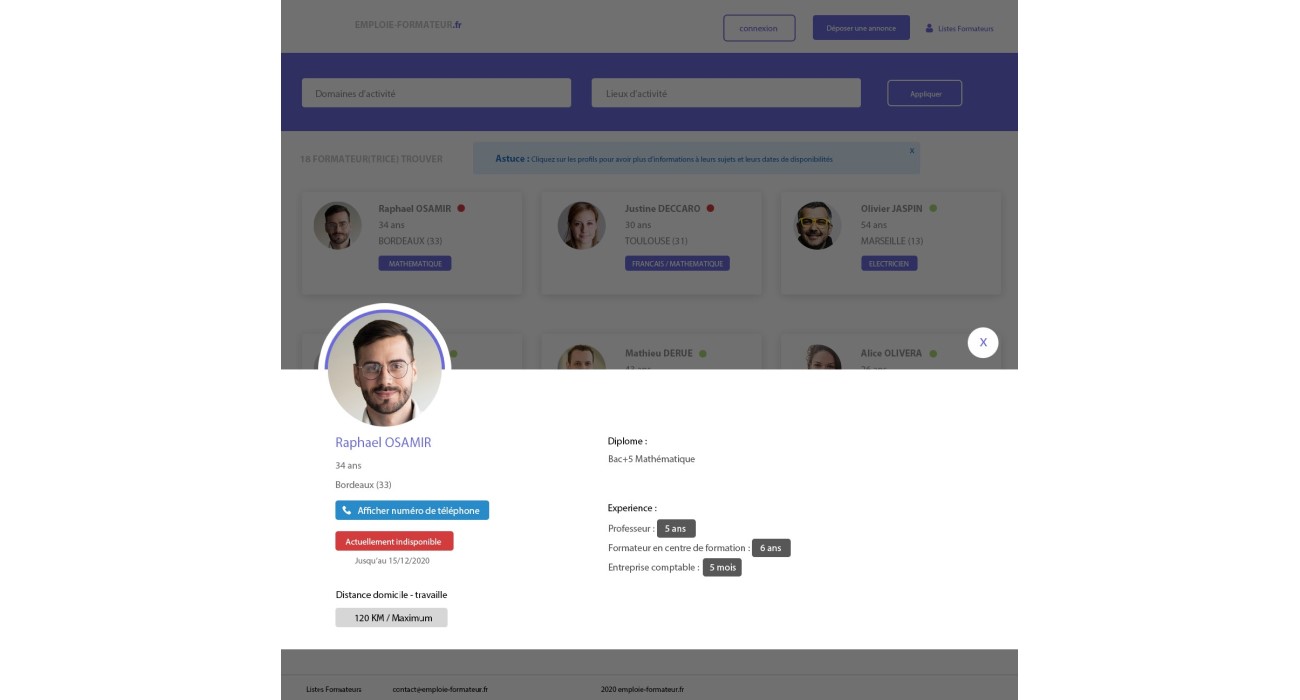 EMPLOIE-FORMATEUR.fr
connexion
Déposer une annonce
Listes Formateurs
Domaines d'activité
Lieux d'activité
Appliquer
18 FORMATEUR(TRICE) TROUVER
Astuce : Cliquez sur les profils pour avoir plus d'informations à leurs sujets et leurs dates de disponibilités
X
Raphael OSAMIR
34 ans
BORDEAUX (33)
MATHEMATIQUE
Justine DECCARO
30 ans
TOULOUSE (31)
FRANCAIS / MATHEMATIQUE
Olivier JASPIN
54 ans
MARSEILLE (13)
ELECTRICIEN
Mathieu DERUE
Alice OLIVERA
X
Raphael OSAMIR
34 ans
Bordeaux (33)
Afficher numéro de téléphone
Actuellement indisponible
Jusqu'au 15/12/2020
Distance domicile - travaille
120 KM / Maximum
Diplome :
Bac+5 Mathématique
Experience :
Professeur : 5 ans
Formateur en centre de formation : 6 ans
Entreprise comptable : 5 mois
Listes Formateurs
contact@emploie-formateur.fr
2020 emploie-formateur.fr